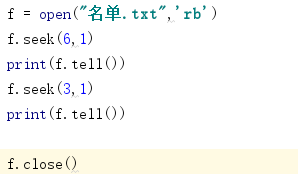 f = open("名单.txt",'rb')
f.seek(6,1)
print(f.tell())
f.seek(3,1)
print(f.tell())
f.close()